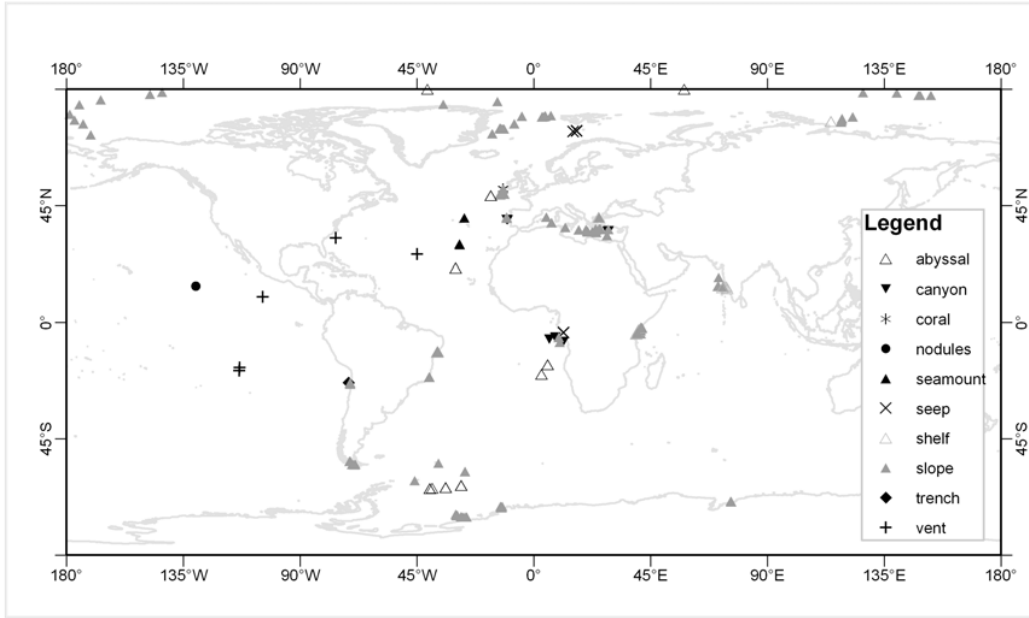 180° 135°W 90°W 45°W 0° 45°E 90°E 135°E 180°
45°N 45°N
0° 0°
45°S 45°S
Legend
abyssal
canyon
coral
nodules
seamount
seep
shelf
slope
trench
vent
180° 135°W 90°W 45°W 0° 45°E 90°E 135°E 180°